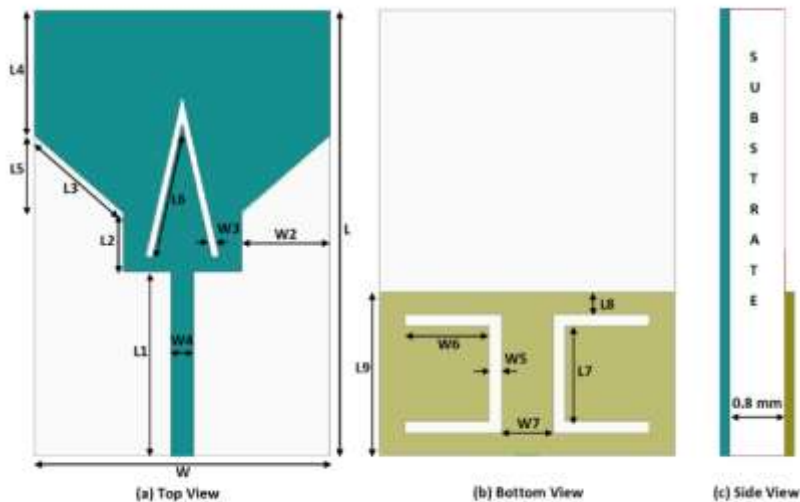 L4
L5
L3
L6
L2
W3
W2
L
L1
W4
W
(a) Top View
L8
L9
W6
W5
L7
W7
(b) Bottom View
S
U
B
S
T
R
A
T
E
0.8 mm
(c) Side View